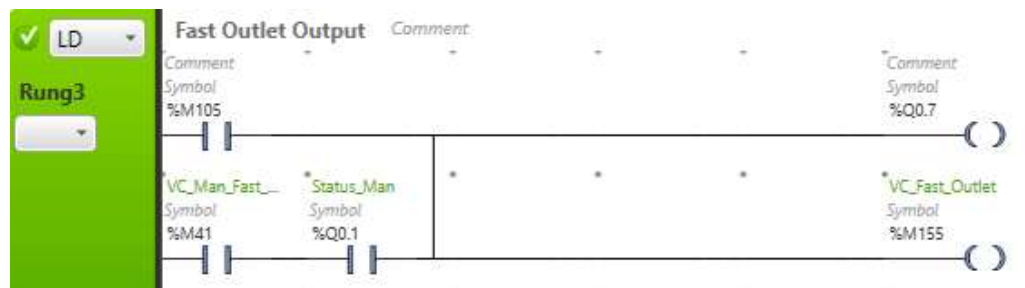 LD
Fast Outlet Output Comment
Rung3
Comment
Comment
Symbol
Symbol
%M105
%Q0.7
VC_Man_Fast_...
Status_Man
VC_Fast_Outlet
Symbol
Symbol
Symbol
%M41
%Q0.1
%M155